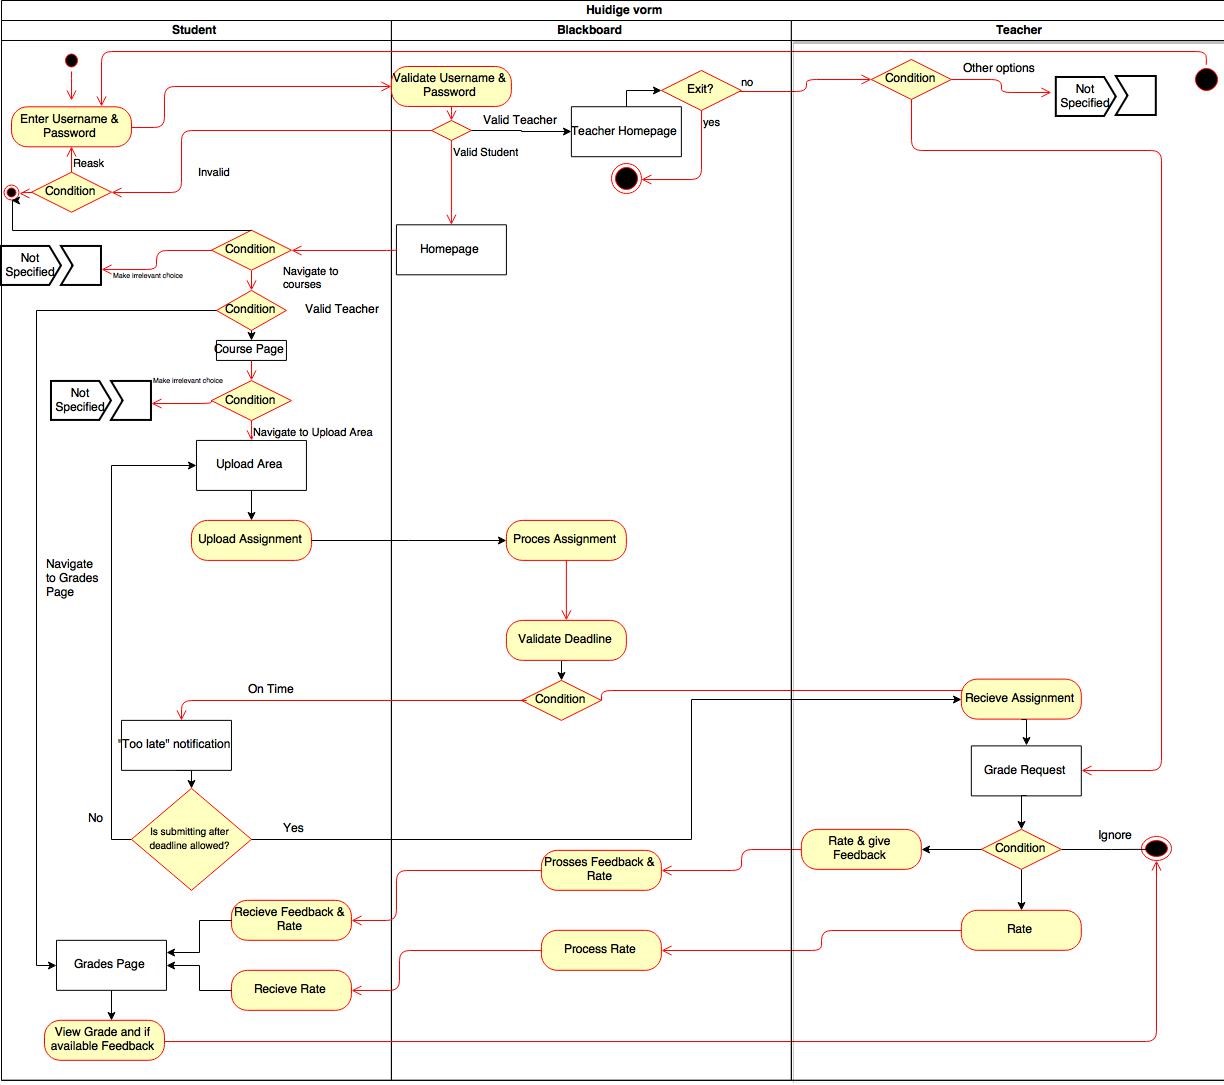 Huidige vorm
Student
Blackboard
Teacher
Enter Username &
Password
Validate Username &
Password
Exit?
no
yes
Condition
Other options
Not
Specified
Valid Teacher
Teacher Homepage
Valid Student
Reask
Invalid
Condition
Homepage
Condition
Not
Specified
Make irrelevant choice
Navigate to
courses
Condition
Valid Teacher
Course Page
Make irrelevant choice
Not
Specified
Condition
Navigate to Upload Area
Upload Area
Upload Assignment
Proces Assignment
Navigate
to Grades
Page
Validate Deadline
On Time
Condition
Recieve Assignment
"Too late" notification
Grade Request
No
Is submitting after
deadline allowed?
Yes
Rate & give
Feedback
Condition
Ignore
Prosses Feedback &
Rate
Recieve Feedback &
Rate
Rate
Process Rate
Grades Page
Recieve Rate
View Grade and if
available Feedback